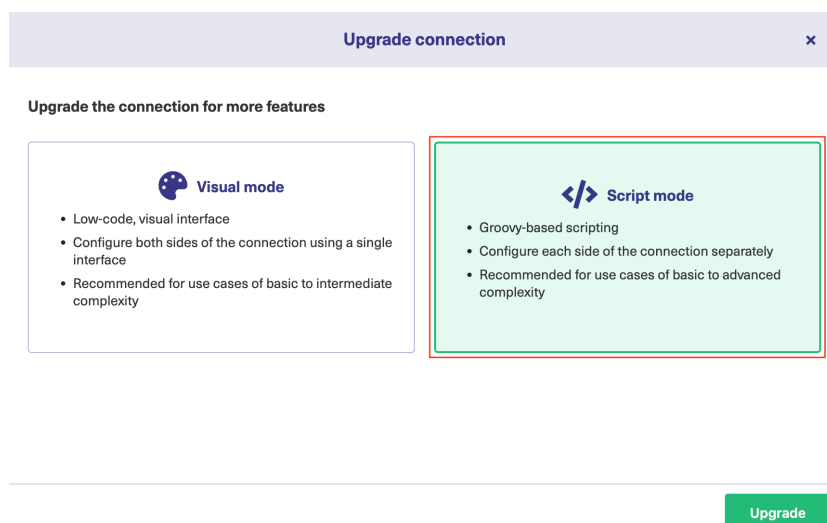 Upgrade connection
×
Upgrade the connection for more features
Visual mode
• Low-code, visual interface
• Configure both sides of the connection using a single
interface
• Recommended for use cases of basic to intermediate
complexity
</> Script mode
• Groovy-based scripting
• Configure each side of the connection separately
• Recommended for use cases of basic to advanced
complexity
Upgrade